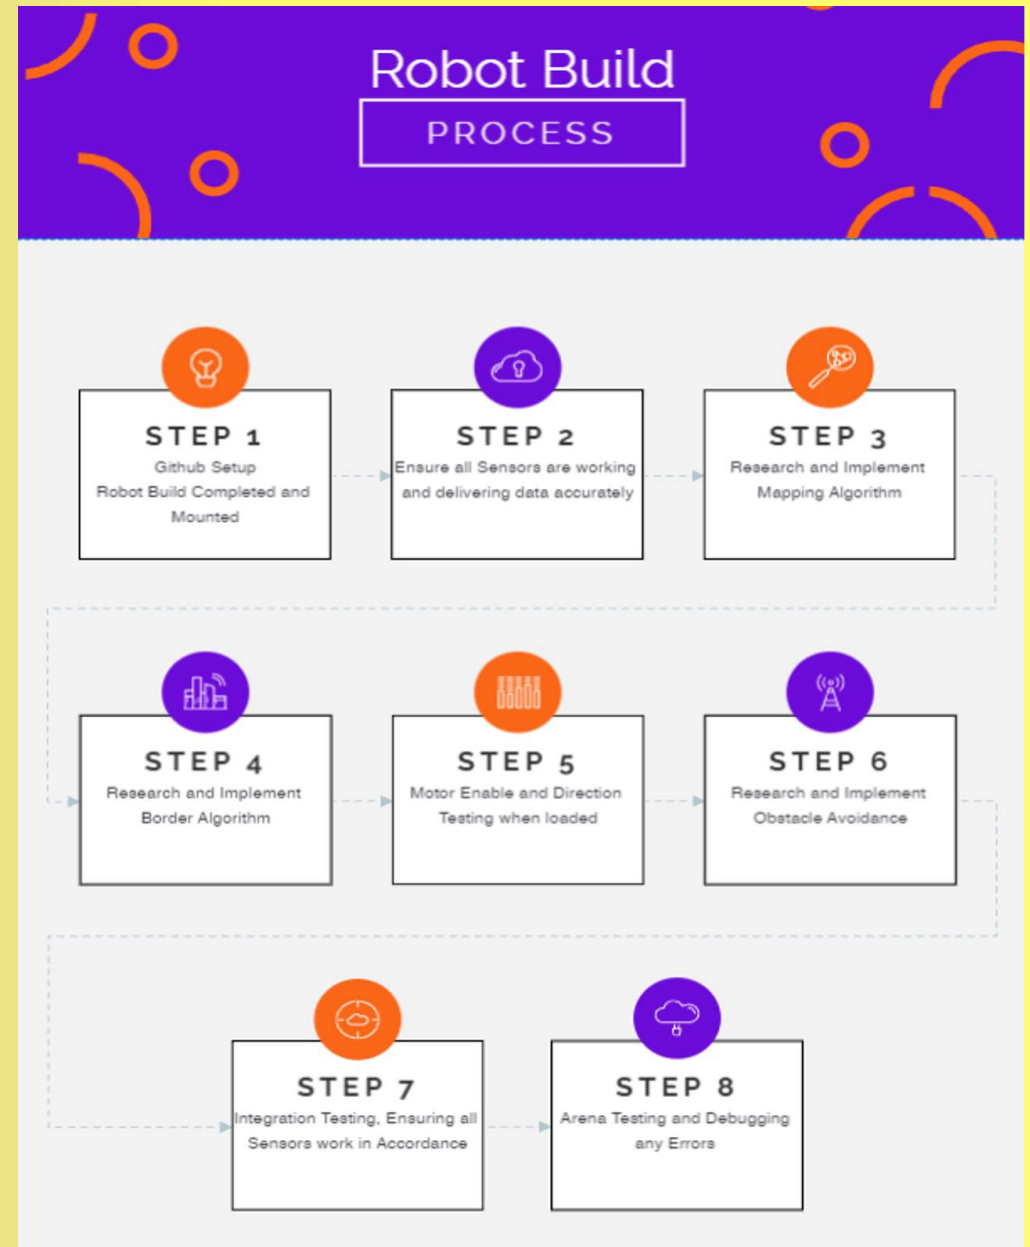 Robot Build
PROCESS
STEP 1
Github Setup
Robot Build Completed and
Mounted
STEP 2
Ensure all Sensors are working
and delivering data accurately
STEP 3
Research and Implement
Mapping Algorithm
STEP 4
Research and Implement
Border Algorithm
STEP 5
Motor Enable and Direction
Testing when loaded
STEP 6
Research and Implement
Obstacle Avoidance
STEP 7
Integration Testing, Ensuring all
Sensors work in Accordance
STEP 8
Arena Testing and Debugging
any Errors